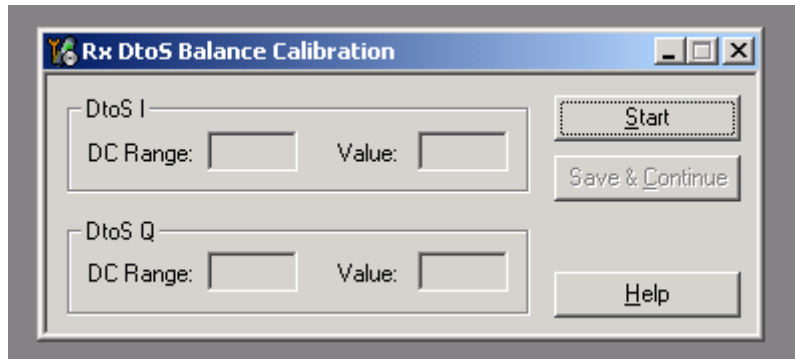 Rx DtoS Balance Calibration
DtoS I
DC Range: Value:
Start
Save & Continue
DtoS Q
DC Range: Value:
Help